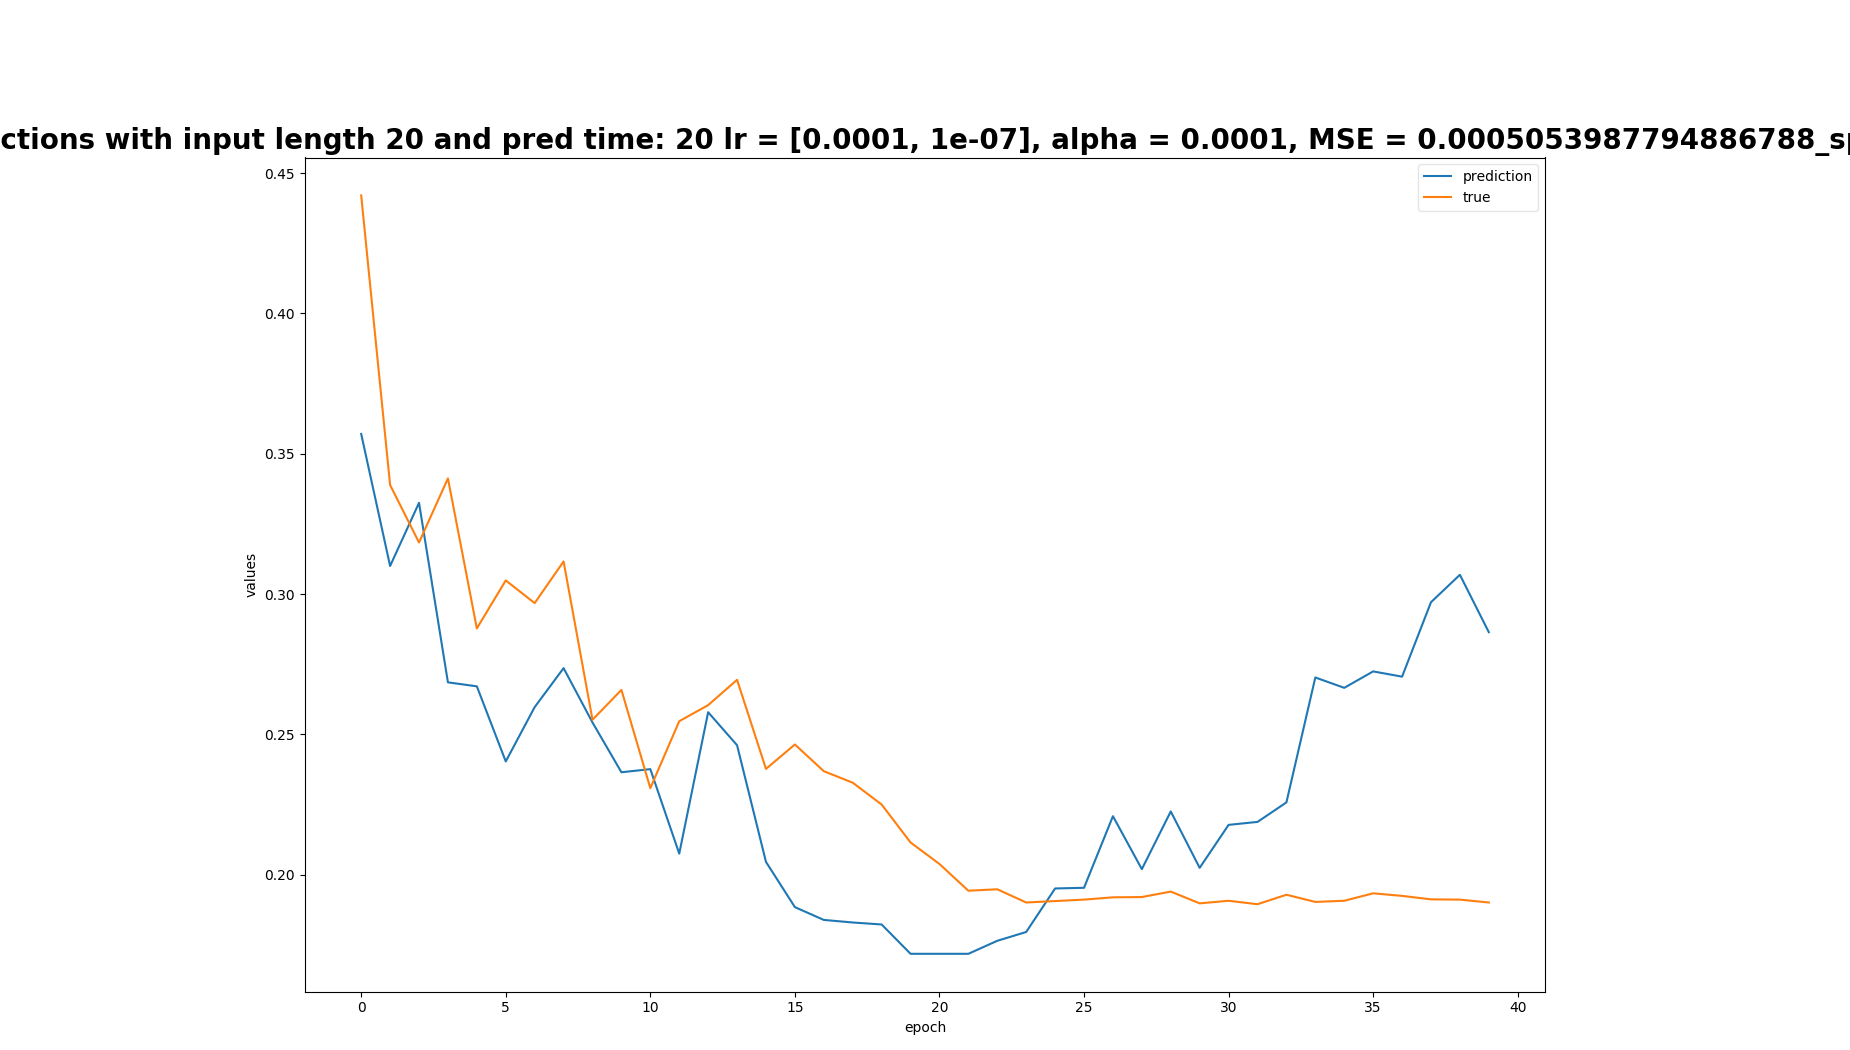 ctions with input length 20 and pred time: 20 lr = [0.0001, 1e-07], alpha = 0.0001, MSE = 0.0005053987794886788_s
prediction
true
0.45
0.40
0.35
0.30
0.25
0.20
values
0 5 10 15 20 25 30 35 40
epoch